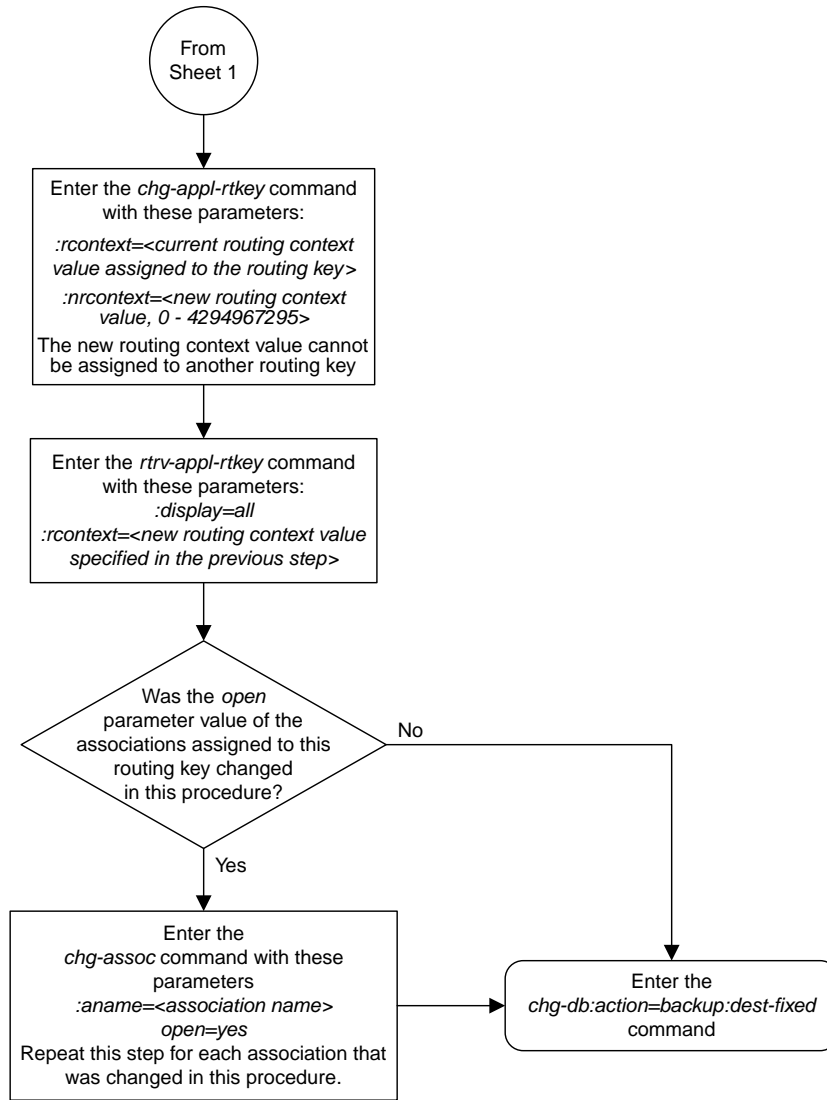 From
Sheet 1
Enter the chg-appl-rtkey command
with these parameters:
:rcontext=<current routing context
value assigned to the routing key>
:nrcontext=<new routing context
value, 0 - 4294967295>
The new routing context value cannot
be assigned to another routing key
Enter the rtrv-appl-rtkey command
with these parameters:
:display=all
:rcontext=<new routing context value
specified in the previous step>
Was the open
parameter value of the
associations assigned to this
routing key changed
in this procedure?
No
Yes
Enter the
chg-assoc command with these
parameters
:aname=<association name>
open=yes
Repeat this step for each association that
was changed in this procedure.
Enter the
chg-db:action=backup:dest-fixed
command